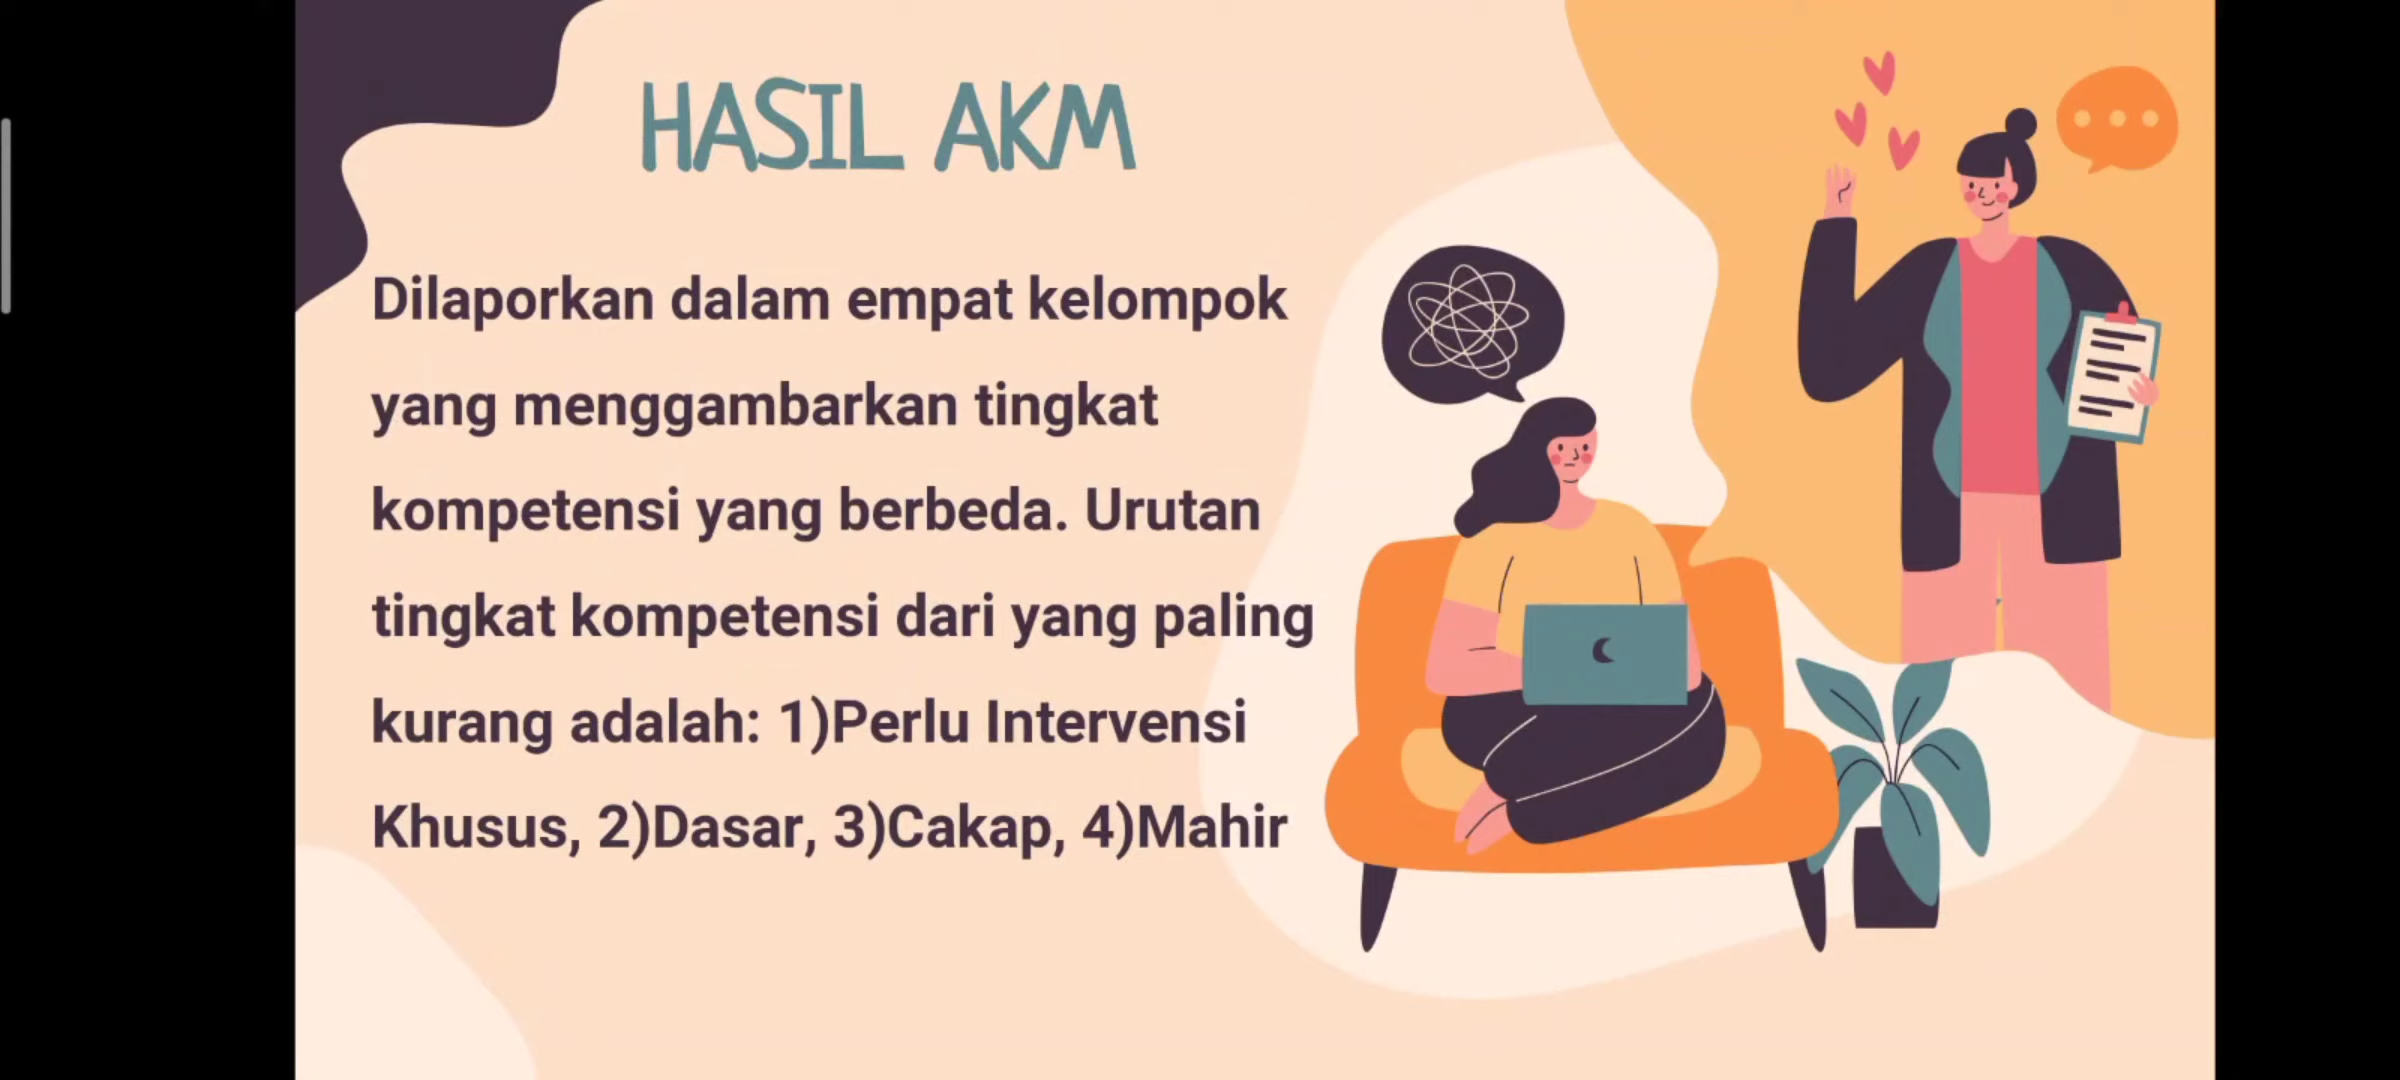 HASIL AKM
Dilaporkan dalam empat kelompok
yang menggambarkan tingkat
kompetensi yang berbeda. Urutan
tingkat kompetensi dari yang paling
kurang adalah: 1)Perlu Intervensi
Khusus, 2)Dasar, 3)Cakap, 4)Mahir